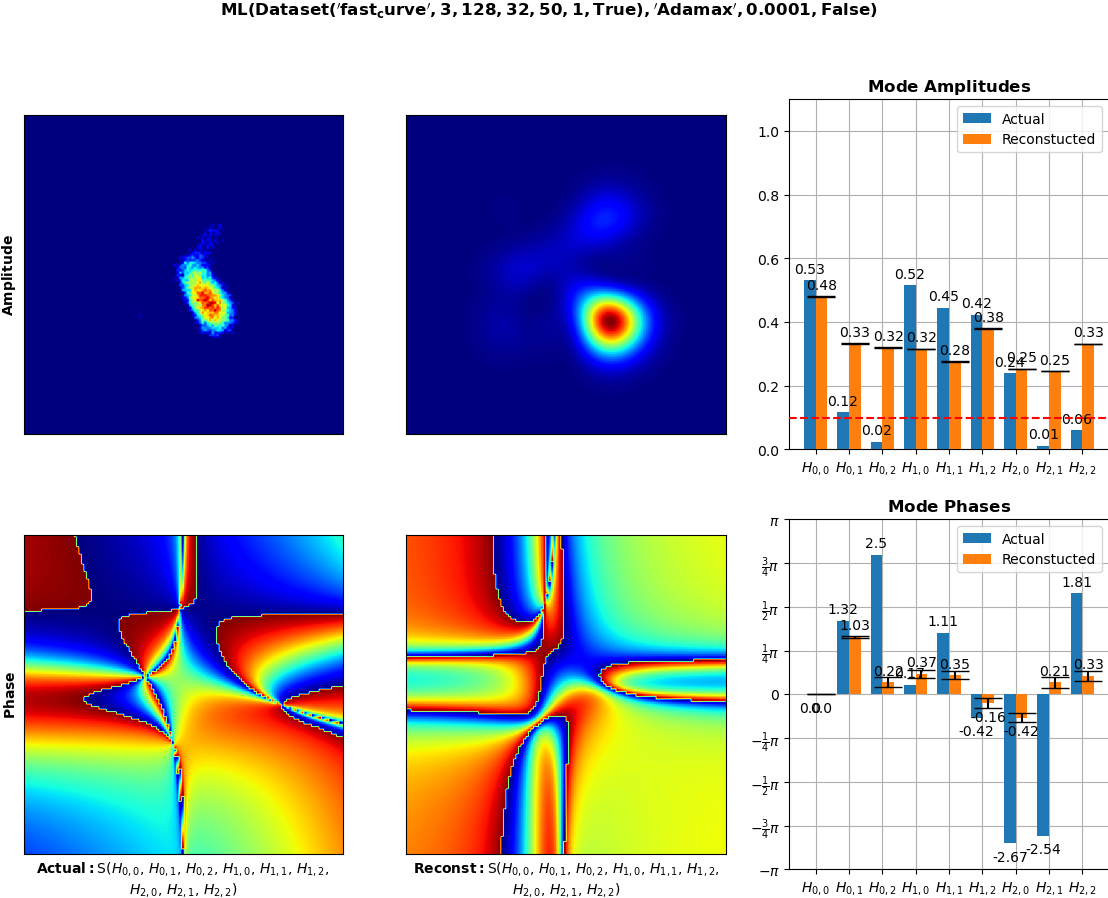 ML(Dataset('fast_curve', 3, 128, 32, 50, 1, True), 'Adamax', 0.0001, False)
Amplitude
Mode Amplitudes
Actual
Reconstucted
1.0
0.8
0.6
0.4
0.2
0.0
0.53
0.48
0.12
0.33
0.02
0.32
0.52
0.32
0.45
0.28
0.42
0.38
0.24
0.25
0.01
0.25
0.06
0.33
H0,0 H0,1 H0,2 H1,0 H1,1 H1,2 H2,0 H2,1 H2,2
Phase
Mode Phases
Actual
Reconstucted
π
3/4π
1/2π
1/4π
0
−1/4π
−1/2π
−3/4π
−π
0.0
0.0
1.32
1.03
2.5
0.22
0.17
0.37
1.11
0.35
-0.42
-0.16
-2.67
-0.42
-2.54
0.21
1.81
0.33
H0,0 H0,1 H0,2 H1,0 H1,1 H1,2 H2,0 H2,1 H2,2
Actual: S(H0,0, H0,1, H0,2, H1,0, H1,1, H1,2,
H2,0, H2,1, H2,2)
Reconst: S(H0,0, H0,1, H0,2, H1,0, H1,1, H1,2,
H2,0, H2,1, H2,2)